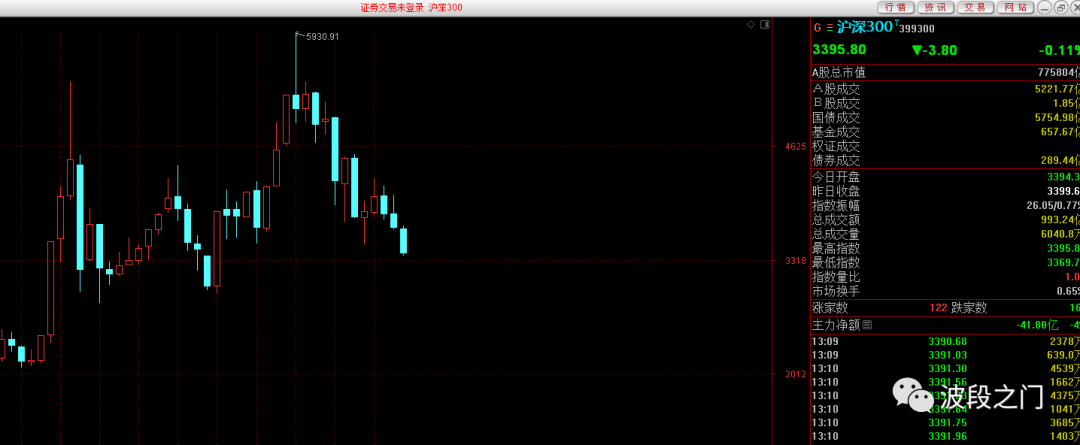 证券交易未登录 沪深300
行情 资讯 交易 网站
5930.91
4625
3318
2012
G 沪深300 T 399300
3395.80 ▼-3.80 -0.11%
A股总市值 775804亿
A股成交 5221.77亿
B股成交 1.85亿
国债成交 5754.98亿
基金成交 657.67亿
权证成交
债券成交 289.44亿
今日开盘 3394.3
昨日收盘 3399.6
指数振幅 26.05/0.77%
总成交额 993.24亿
总成交量 6040.8万
最高指数 3395.8
最低指数 3369.7
指数量比 1.0
市场换手 0.65%
涨家数 122 跌家数 16
主力净额 -41.80亿 -4
13:09 3390.68 2378万
13:09 3391.03 639.0万
13:10 3391.30 4539万
13:10 3391.56 1662万
13:10 4375万
13:10 1041万
13:10 3391.75 3685万
13:10 3391.96 1403万
波段之门